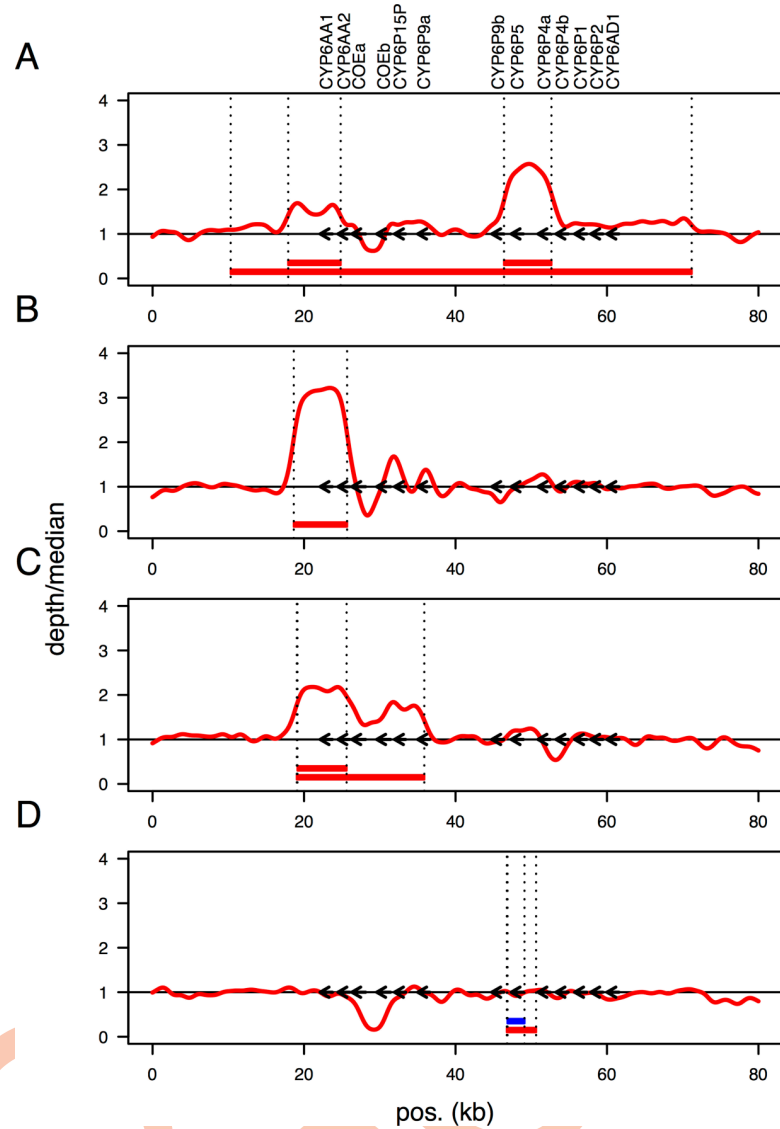 A
CYP6AA1
CYP6AA2
COEa
COEb
CYP6P15P
CYP6P9a
CYP6P9b
CYP6P5
CYP6P4a
CYP6P4b
CYP6P1
CYP6P2
CYP6AD1
4
3
2
1
0
0 20 40 60 80
B
4
3
2
1
0
0 20 40 60 80
C
depth/median
4
3
2
1
0
0 20 40 60 80
D
4
3
2
1
0
0 20 40 60 80
pos. (kb)